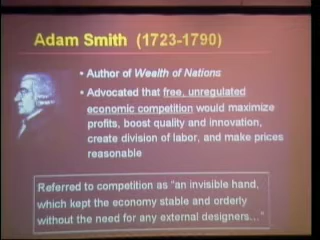 Adam Smith (1723-1790)
• Author of Wealth of Nations
• Advocated that free, unregulated
economic competition would maximize
profits, boost quality and innovation,
create division of labor, and make prices
reasonable
Referred to competition as "an invisible hand,
which kept the economy stable and orderly
without the need for any external designers…"